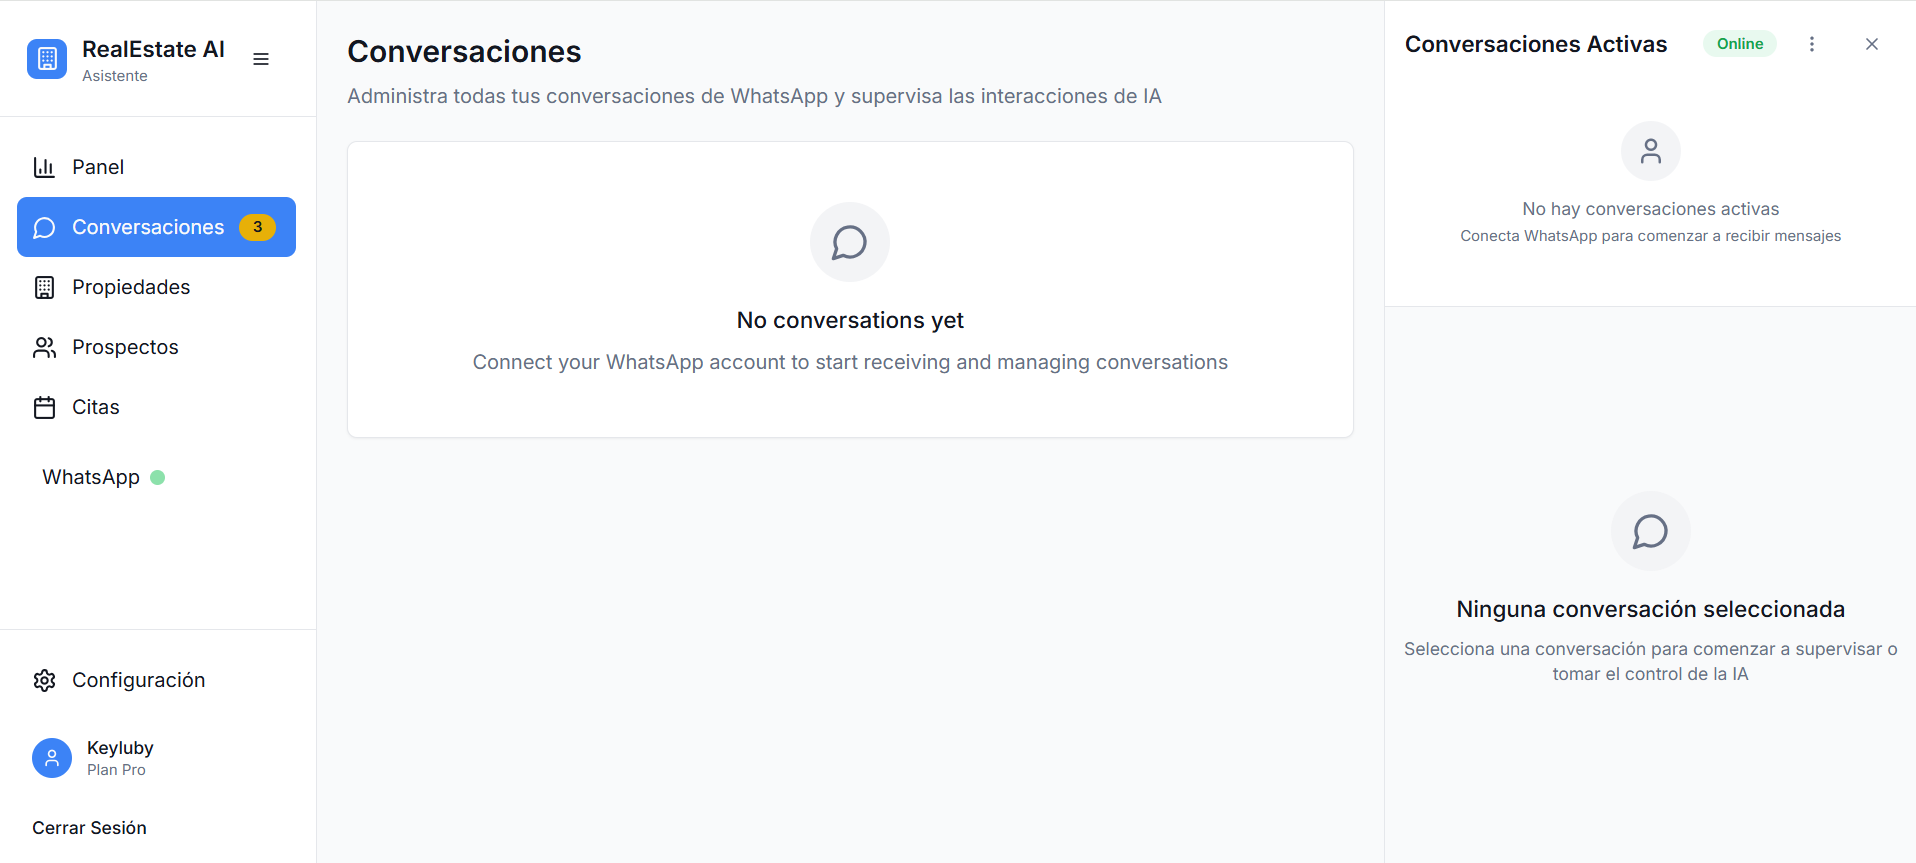 RealEstate AI
Asistente
Panel
Conversaciones 3
Propiedades
Prospectos
Citas
WhatsApp
Configuración
Keyluby
Plan Pro
Cerrar Sesión
Conversaciones
Administra todas tus conversaciones de WhatsApp y supervisa las interacciones de IA
No conversations yet
Connect your WhatsApp account to start receiving and managing conversations
Conversaciones Activas Online
No hay conversaciones activas
Conecta WhatsApp para comenzar a recibir mensajes
Ninguna conversación seleccionada
Selecciona una conversación para comenzar a supervisar o
tomar el control de la IA